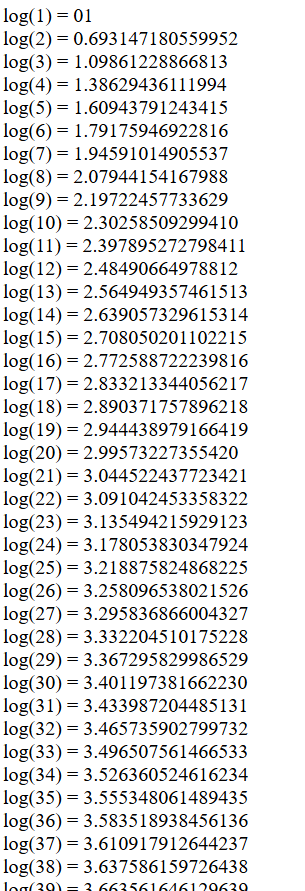 log(1) = 01
log(2) = 0.693147180559952
log(3) = 1.09861228866813
log(4) = 1.38629436111994
log(5) = 1.60943791243415
log(6) = 1.79175946922816
log(7) = 1.94591014905537
log(8) = 2.07944154167988
log(9) = 2.19722457733629
log(10) = 2.30258509299410
log(11) = 2.397895272798411
log(12) = 2.48490664978812
log(13) = 2.564949357461513
log(14) = 2.639057329615314
log(15) = 2.708050201102215
log(16) = 2.772588722239816
log(17) = 2.833213344056217
log(18) = 2.890371757896218
log(19) = 2.944438979166419
log(20) = 2.99573227355420
log(21) = 3.044522437723421
log(22) = 3.091042453358322
log(23) = 3.135494215929123
log(24) = 3.178053830347924
log(25) = 3.218875824868225
log(26) = 3.258096538021526
log(27) = 3.295836866004327
log(28) = 3.332204510175228
log(29) = 3.367295829986529
log(30) = 3.401197381662230
log(31) = 3.433987204485131
log(32) = 3.465735902799732
log(33) = 3.496507561466533
log(34) = 3.526360524616234
log(35) = 3.555348061489435
log(36) = 3.583518938456136
log(37) = 3.610917912644237
log(38) = 3.637586159726438
log(39) = 3.663561646129639